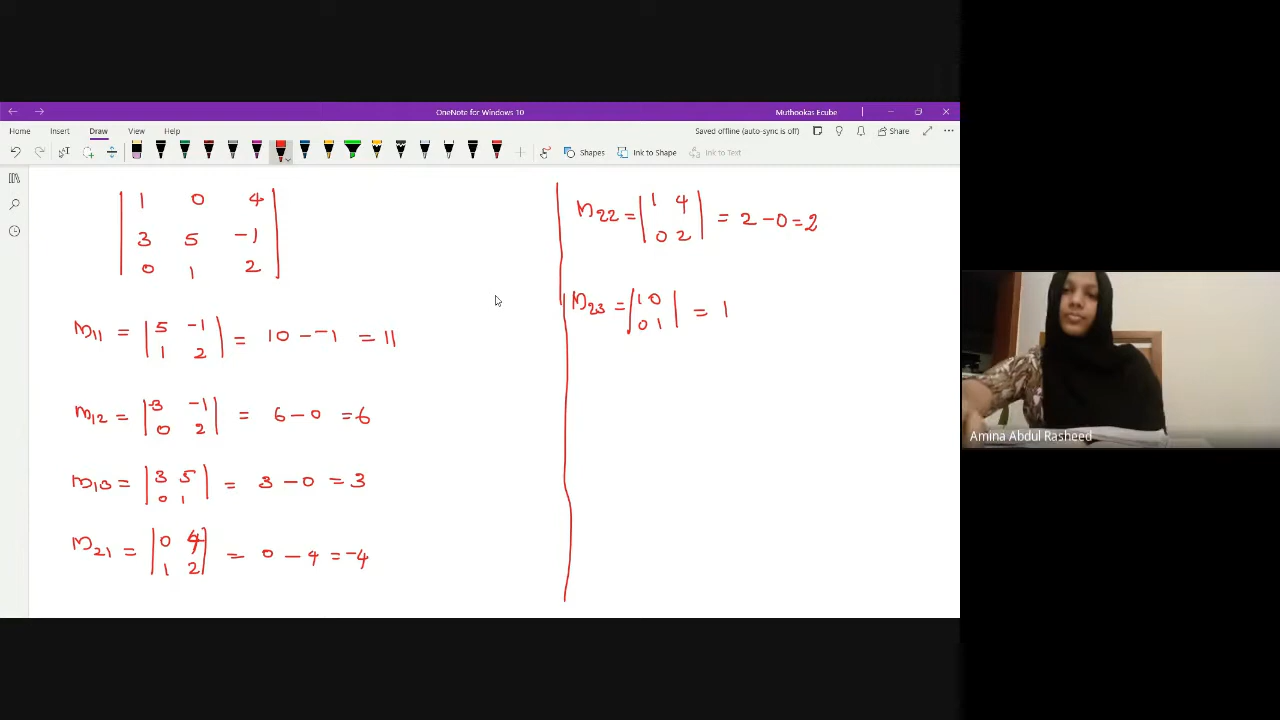 OneNote for Windows 10
Muthookas Ecube
Home Insert Draw View Help
Saved offline (auto-sync is off)
Share
Shapes
Ink to Shape
Ink to Text
1 0 4
3 5 -1
0 1 2
M11 = |5 -1| = 10 - -1 = 11
|1 2|
M12 = |3 -1| = 6 - 0 = 6
|0 2|
M13 = |3 5| = 3 - 0 = 3
|0 1|
M21 = |0 4| = 0 - 4 = -4
|1 2|
M22 = |1 4| = 2 - 0 = 2
|0 2|
M23 = |1 0| = 1
|0 1|
Amina Abdul Rasheed